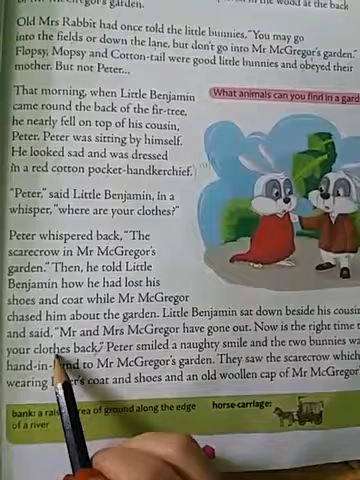 Mr McGregor's garden.
in the wood at the back
Old Mrs Rabbit had once told the little bunnies, "You may go
into the fields or down the lane, but don't go into Mr McGregor's garden."
Flopsy, Mopsy and Cotton-tail were good little bunnies and obeyed their
mother. But not Peter...
That morning, when Little Benjamin
came round the back of the fir-tree,
he nearly fell on top of his cousin,
Peter. Peter was sitting by himself.
He looked sad and was dressed
in a red cotton pocket-handkerchief.
What animals can you find in a gard
"Peter," said Little Benjamin, in a
whisper, "where are your clothes?"
Peter whispered back, "The
scarecrow in Mr McGregor's
garden." Then, he told Little
Benjamin how he had lost his
shoes and coat while Mr McGregor
chased him about the garden. Little Benjamin sat down beside his cousi
and said, "Mr and Mrs McGregor have gone out. Now is the right time t
your clothes back." Peter smiled a naughty smile and the two bunnies wa
hand-in- to Mr McGregor's garden. They saw the scarecrow which
wearing coat and shoes and an old woollen cap of Mr McGregor'
bank: a area of ground along the edge
of a river
horse-carriage: